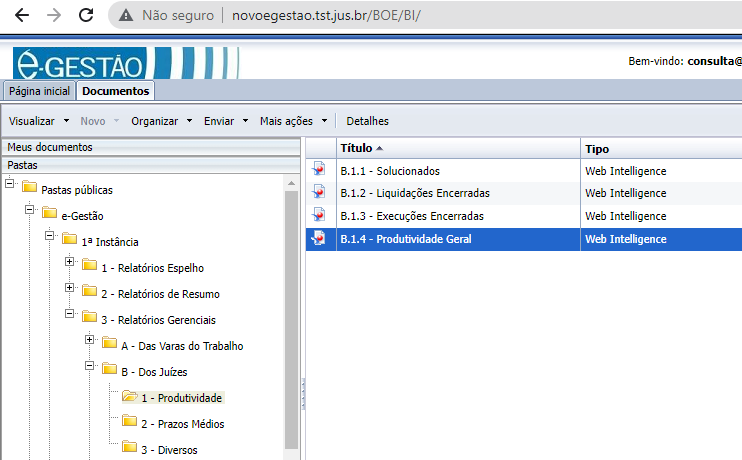 Não seguro
novoegestao.tst.jus.br/BOE/BI/
e-GESTÃO
Bem-vindo: consulta@
Página inicial
Documentos
Visualizar
Novo
Organizar
Enviar
Mais ações
Detalhes
Meus documentos
Pastas
Pastas públicas
e-Gestão
1ª Instância
1 - Relatórios Espelho
2 - Relatórios de Resumo
3 - Relatórios Gerenciais
A - Das Varas do Trabalho
B - Dos Juízes
1 - Produtividade
2 - Prazos Médios
3 - Diversos
Título
Tipo
B.1.1 - Solucionados
Web Intelligence
B.1.2 - Liquidações Encerradas
Web Intelligence
B.1.3 - Execuções Encerradas
Web Intelligence
B.1.4 - Produtividade Geral
Web Intelligence